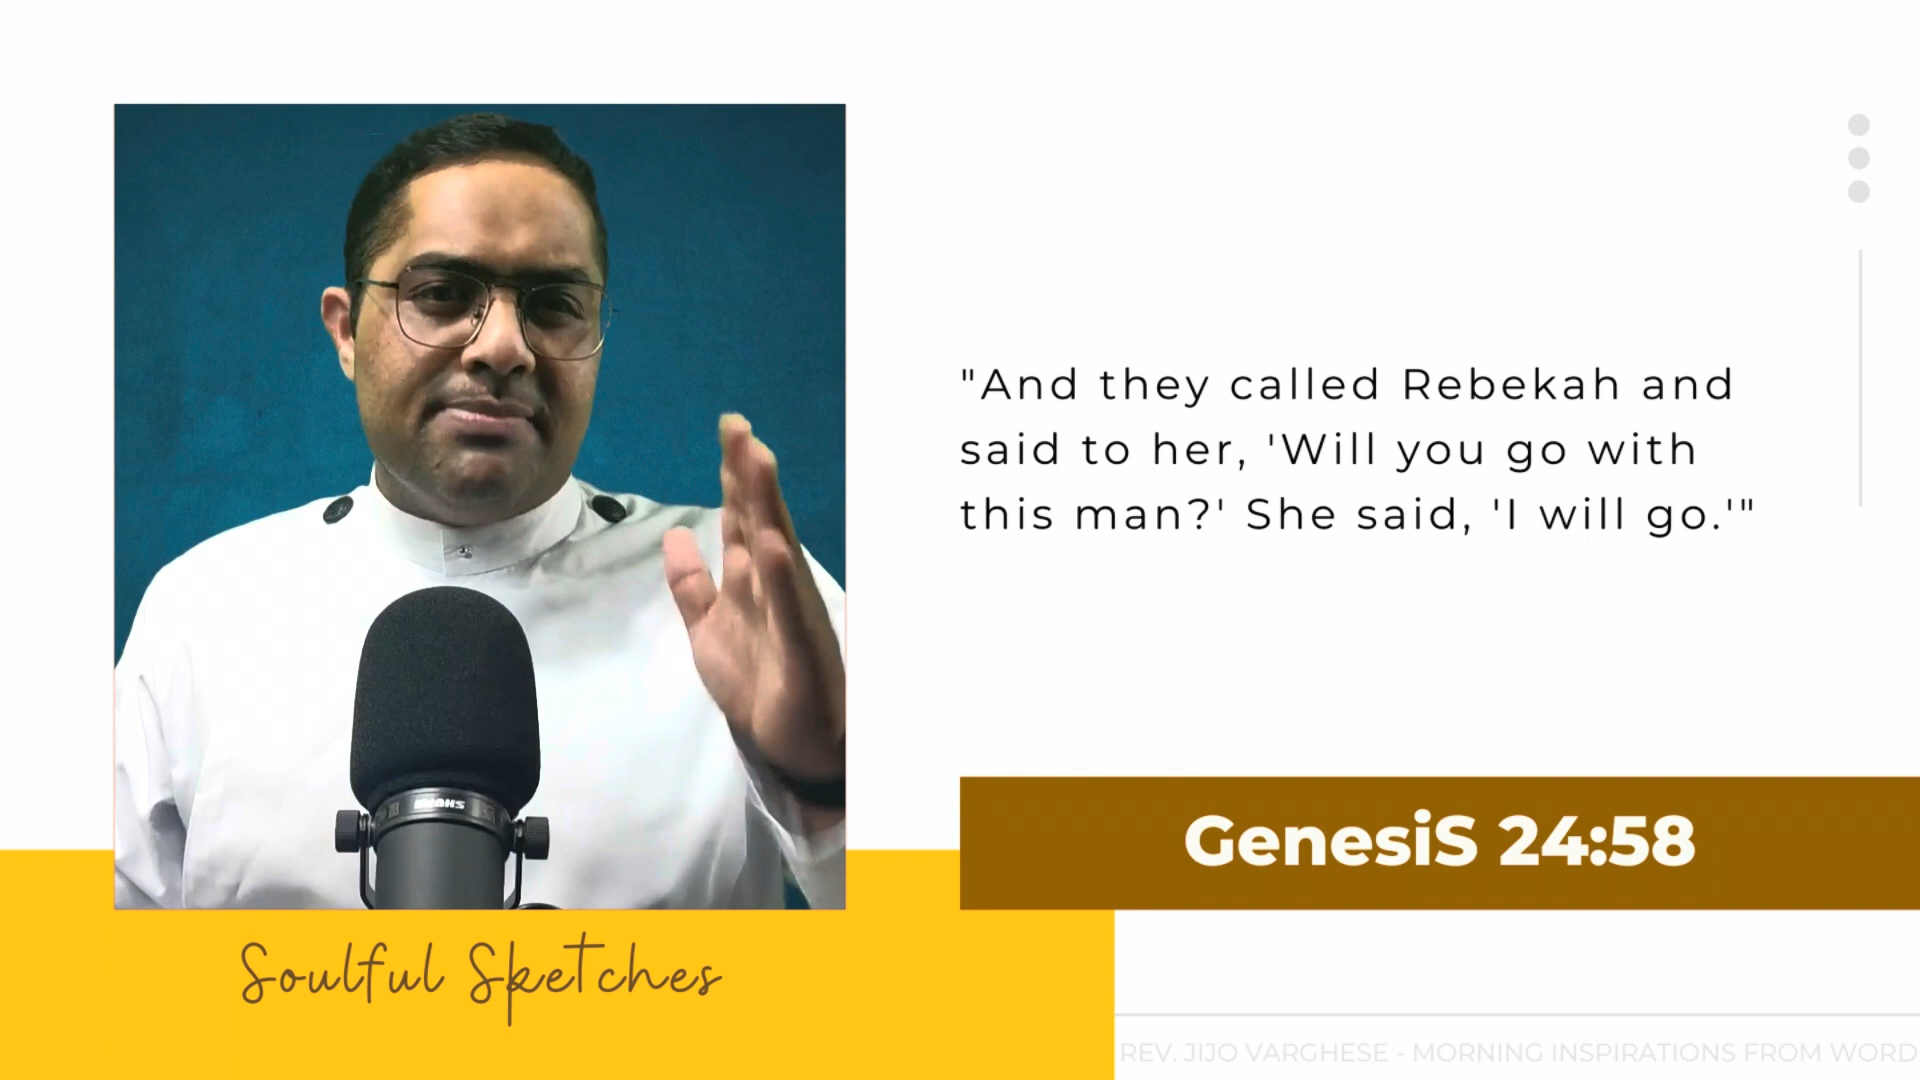 "And they called Rebekah and
said to her, 'Will you go with
this man?' She said, 'I will go.'"
GenesiS 24:58
Soulful Sketches
REV. JIJO VARGHESE - MORNING INSPIRATIONS FROM WORD